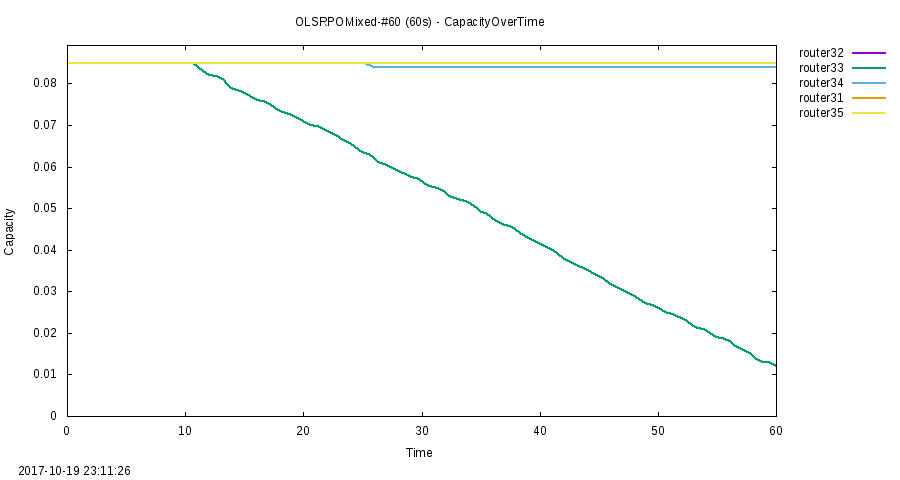 OLSRPOMixed-#60 (60s) - CapacityOverTime
router32
router33
router34
router31
router35
0.08
0.07
0.06
0.05
0.04
0.03
0.02
0.01
0
Capacity
0 10 20 30 40 50 60
Time
2017-10-19 23:11:26